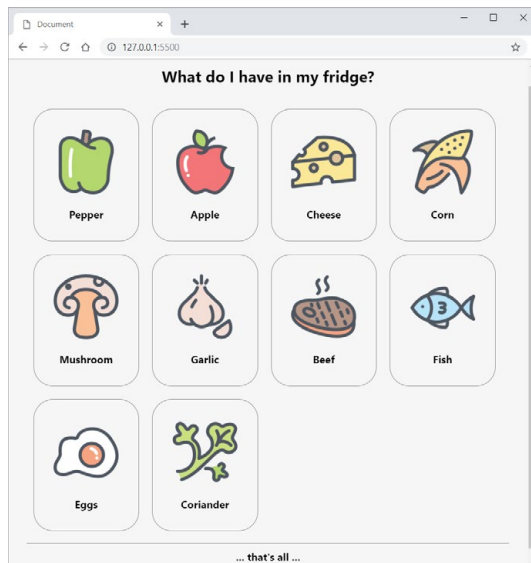 Document
127.0.0.1:5500
What do I have in my fridge?
Pepper
Apple
Cheese
Corn
Mushroom
Garlic
Beef
Fish
Eggs
Coriander
... that's all ...